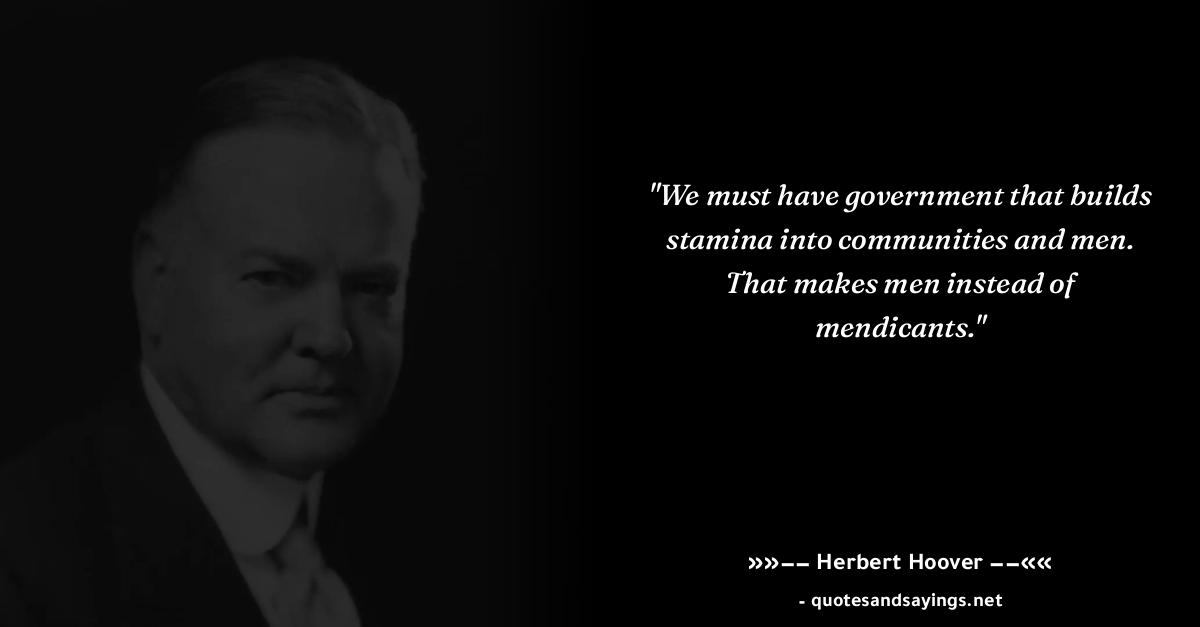 "We must have government that builds
stamina into communities and men.
That makes men instead of
mendicants."
»»–– Herbert Hoover ––««
- quotesandsayings.net